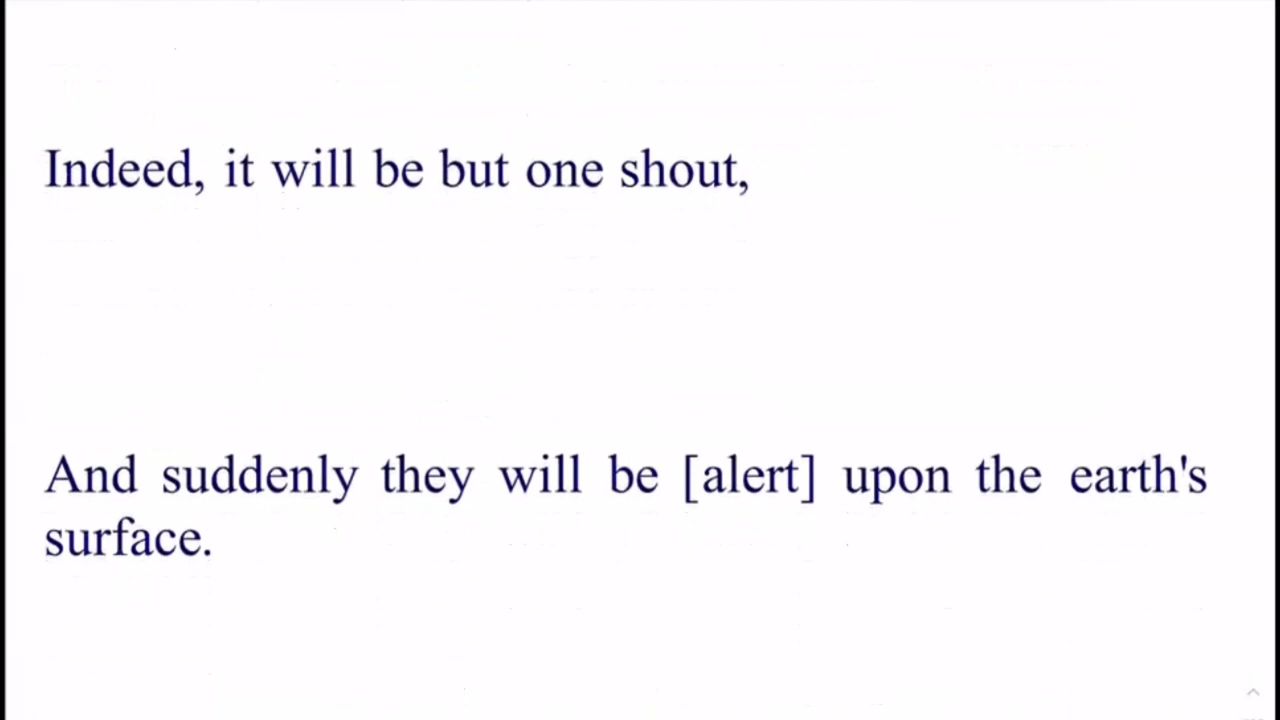 Indeed, it will be but one shout,
And suddenly they will be [alert] upon the earth's
surface.